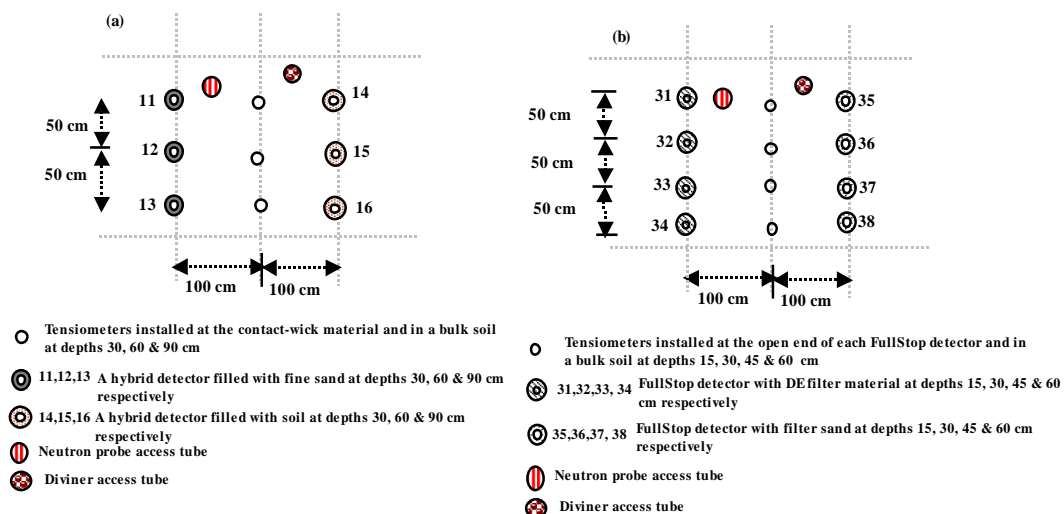 (a)
11
14
50 cm
12
15
50 cm
13
16
100 cm
100 cm
Tensiometers installed at the contact-wick material and in a bulk soil
at depths 30, 60 & 90 cm
11,12,13 A hybrid detector filled with fine sand at depths 30, 60 & 90 cm
respectively
14,15,16 A hybrid detector filled with soil at depths 30, 60 & 90 cm
respectively
Neutron probe access tube
Diviner access tube
(b)
31
35
50 cm
32
36
50 cm
33
37
50 cm
34
38
100 cm
100 cm
Tensiometers installed at the open end of each FullStop detector and in
a bulk soil at depths 15, 30, 45 & 60 cm
31,32,33, 34 FullStop detector with DE filter material at depths 15, 30, 45 & 60
cm respectively
35,36,37, 38 FullStop detector with filter sand at depths 15, 30, 45 & 60 cm
respectively
Neutron probe access tube
Diviner access tube